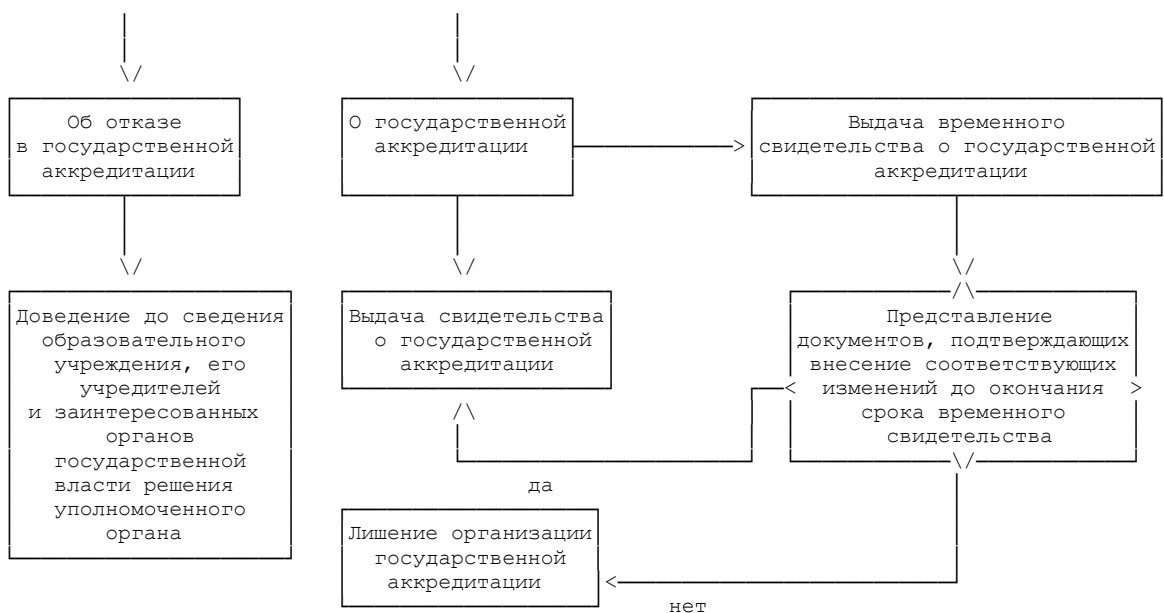 Об отказе
в государственной
аккредитации
О государственной
аккредитации
Выдача временного
свидетельства о государственной
аккредитации
Доведение до сведения
образовательного
учреждения, его
учредителей
и заинтересованных
органов
государственной
власти решения
уполномоченного
органа
Выдача свидетельства
о государственной
аккредитации
Представление
документов, подтверждающих
внесение соответствующих
изменений до окончания
срока временного
свидетельства
да
Лишение организации
государственной
аккредитации
нет